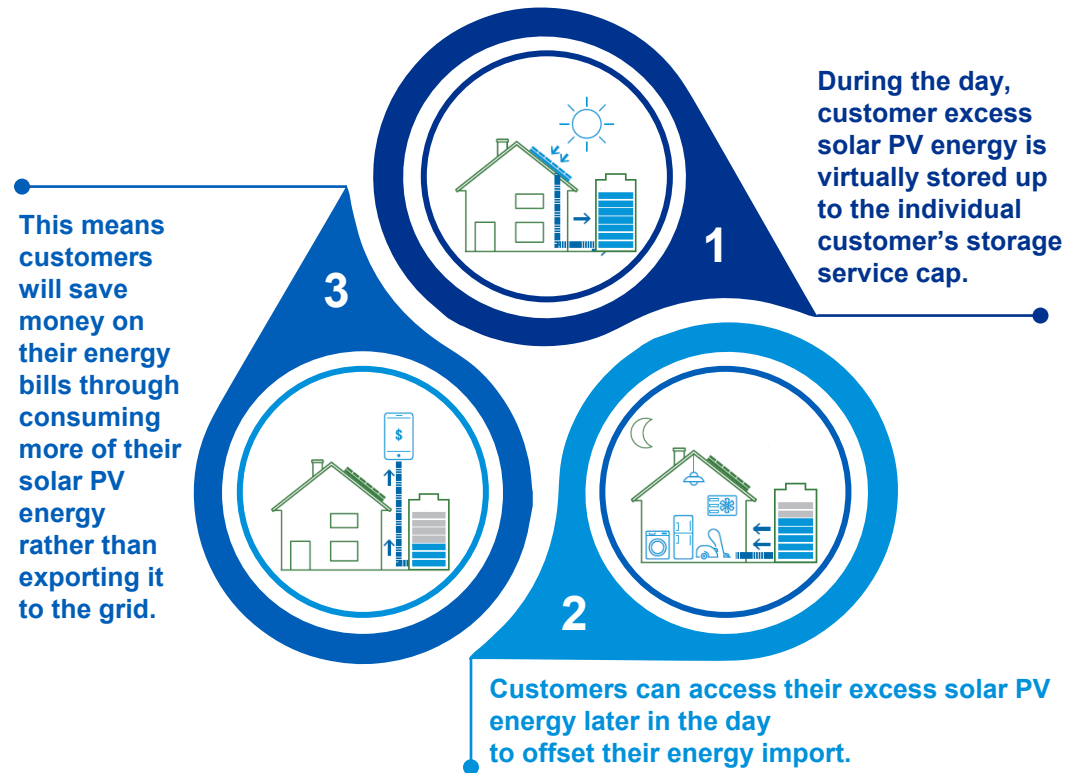 During the day,
customer excess
solar PV energy is
virtually stored up
to the individual
customer’s storage
service cap.
1
Customers can access their excess solar PV
energy later in the day
to offset their energy import.
2
This means
customers
will save
money on
their energy
bills through
consuming
more of their
solar PV
energy
rather than
exporting it
to the grid.
3
$